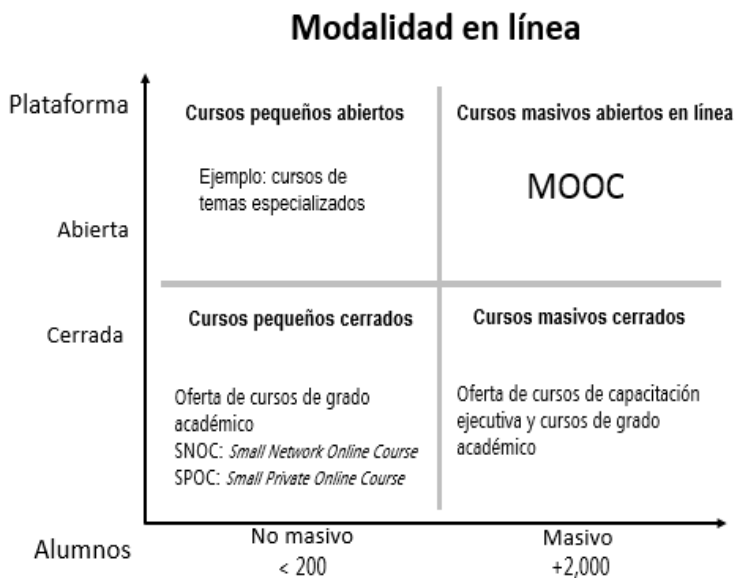 Modalidad en línea
Plataforma
Cursos pequeños abiertos
Cursos masivos abiertos en línea
Ejemplo: cursos de
temas especializados
MOOC
Abierta
Cerrada
Cursos pequeños cerrados
Cursos masivos cerrados
Oferta de cursos de grado
académico
SNOC: Small Network Online Course
SPOC: Small Private Online Course
Oferta de cursos de capacitación
ejecutiva y cursos de grado
académico
Alumnos
No masivo
< 200
Masivo
+2,000